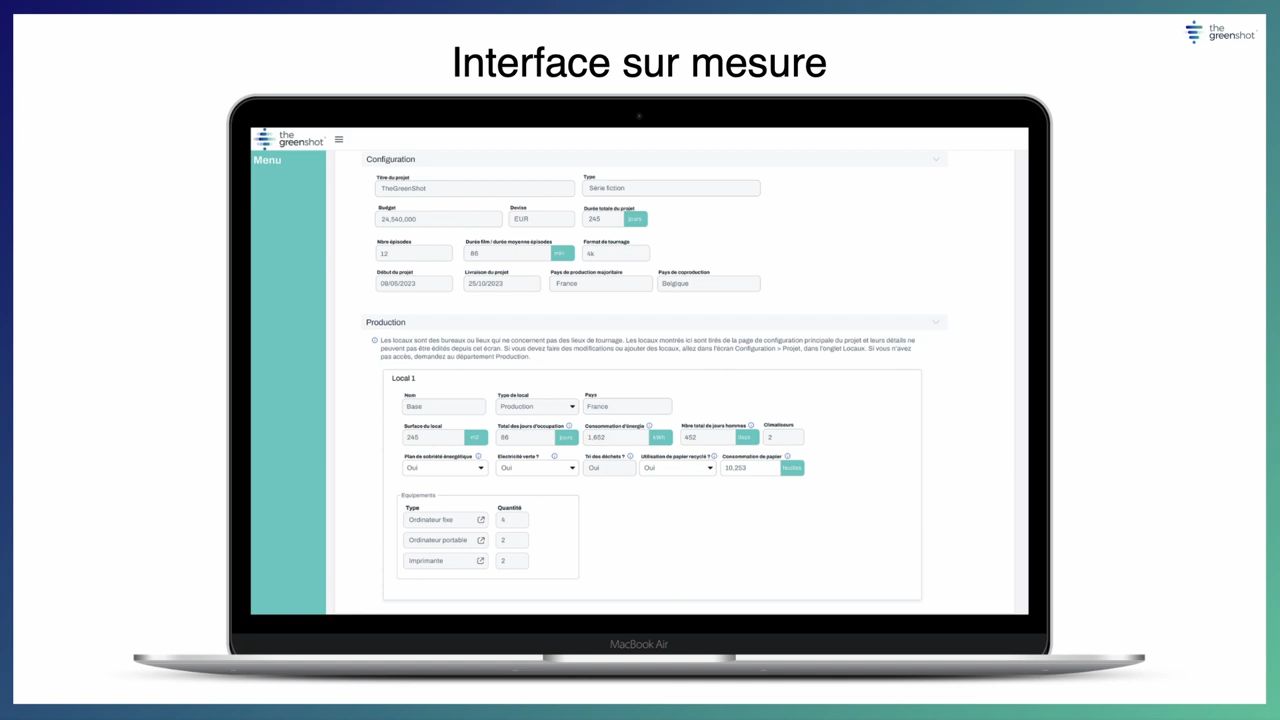 the
greenshot
Interface sur mesure
the
greenshot
Menu
Configuration
Titre du projet
Type
TheGreenShot
Série fiction
Budget
Devise
Durée totale du projet
24,540,000
EUR
245
jours
Nbre épisodes
Durée film / durée moyenne épisodes
Format de tournage
12
86
min
4k
Début du projet
Livraison du projet
Pays de production majoritaire
Pays de coproduction
09/05/2023
25/10/2023
France
Belgique
Production
Les locaux sont des bureaux ou lieux qui ne concernent pas des lieux de tournage. Les locaux montrés ici sont tirés de la page de configuration principale du projet et leurs détails ne
peuvent pas être édités depuis cet écran. Si vous devez faire des modifications ou ajouter des locaux, allez dans l'écran Configuration > Projet, dans l'onglet Locaux. Si vous n'avez
pas accès, demandez au département Production.
Local 1
Nom
Type de local
Pays
Base
Production
France
Surface du local
Total des jours d'occupation
Consommation d'énergie
Nbre total de jours hommes
Climatiseurs
245
m2
86
jours
1,652
kWh
452
days
2
Plan de sobriété énergétique
Electricité verte ?
Tri des déchets ?
Utilisation de papier recyclé ?
Consommation de papier
Oui
Oui
Oui
Oui
10,253
feuilles
Equipements
Type
Quantité
Ordinateur fixe
4
Ordinateur portable
2
Imprimante
2
MacBook Air